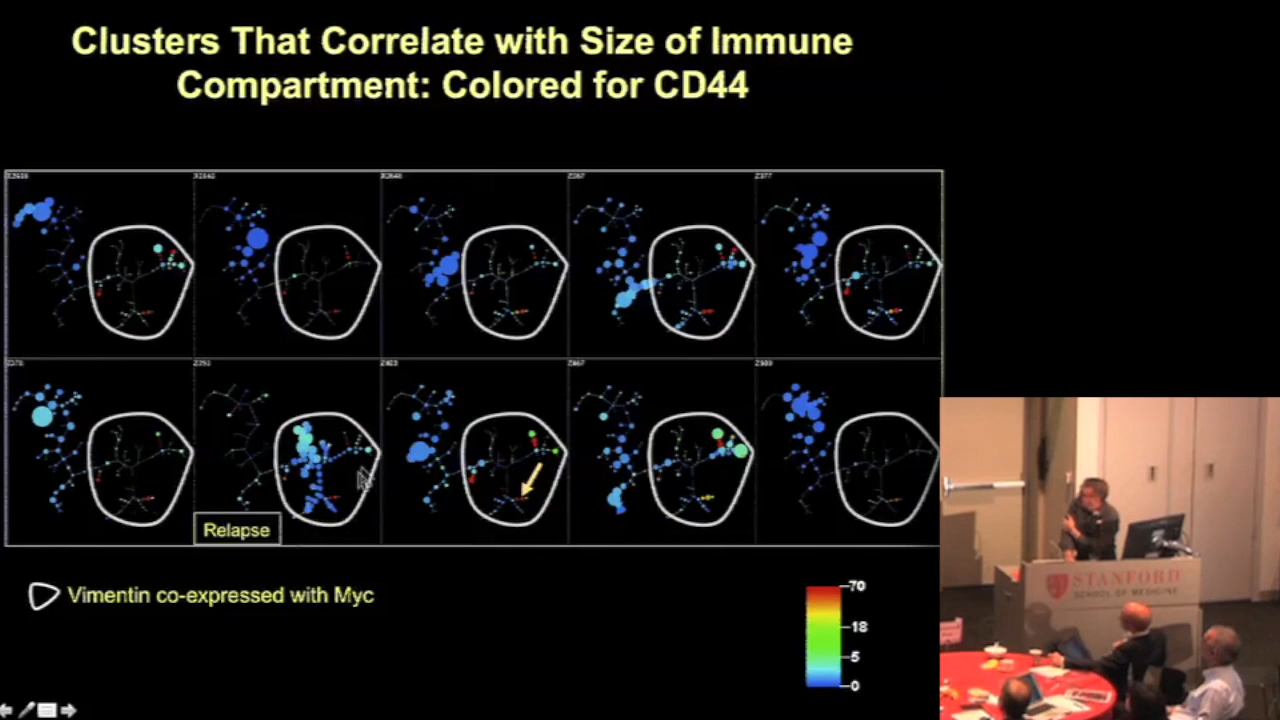 Clusters That Correlate with Size of Immune
Compartment: Colored for CD44
Relapse
Vimentin co-expressed with Myc
70
18
5
0
STANFORD
SCHOOL OF MEDICINE